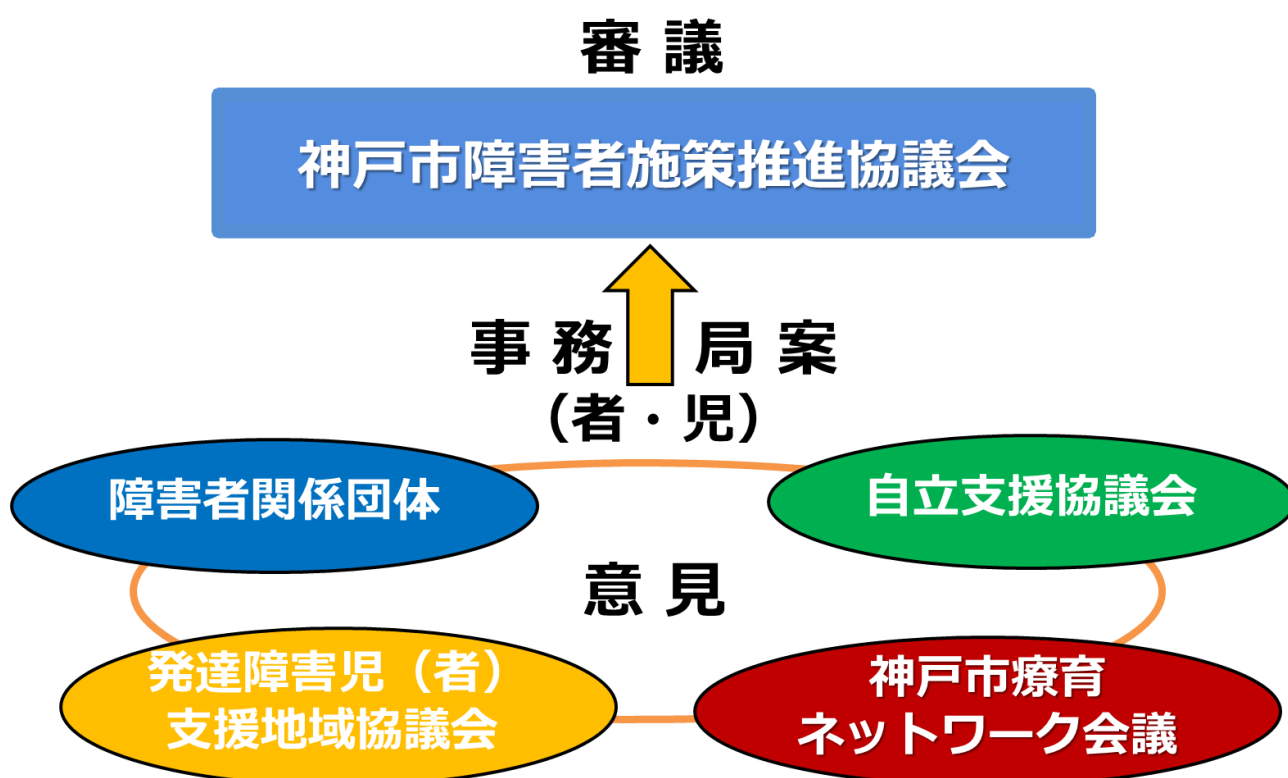 審議
神戸市障害者施策推進協議会
事務局案
（者・児）
障害者関係団体
自立支援協議会
意見
発達障害児（者）
支援地域協議会
神戸市療育
ネットワーク会議